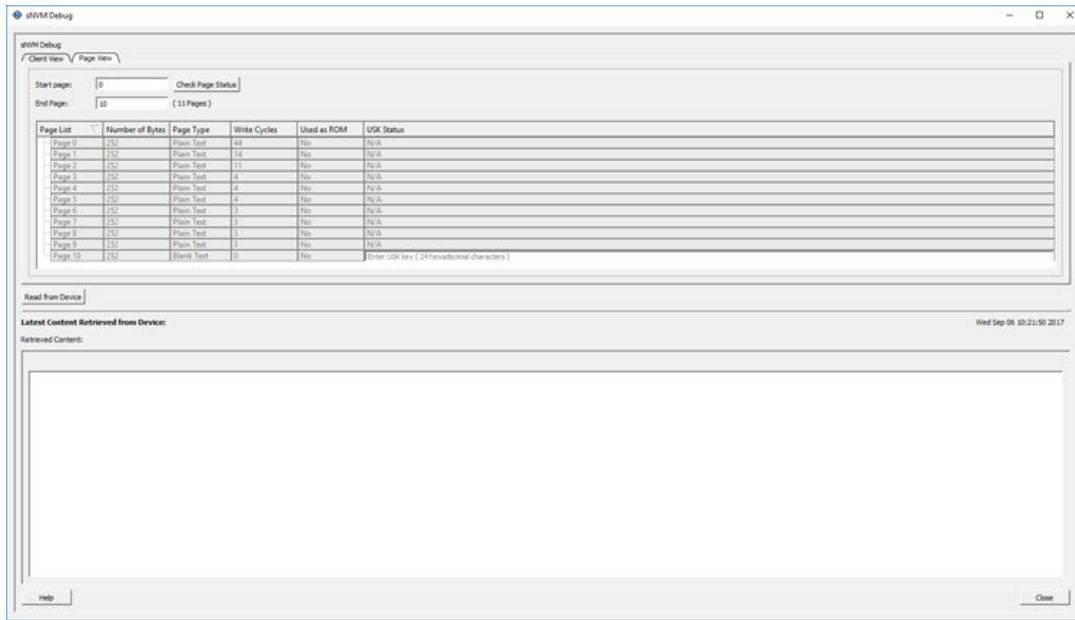 sNVM Debug
sNVM Debug
Client View Page View
Start page: 0 Check Page Status
End Page: 10 ( 11 Pages )
Page List Number of Bytes Page Type Write Cycles Used as ROM USK Status
Page 0 252 Plain Text 44 No N/A
Page 1 252 Plain Text 14 No N/A
Page 2 252 Plain Text 11 No N/A
Page 3 252 Plain Text 4 No N/A
Page 4 252 Plain Text 4 No N/A
Page 5 252 Plain Text 4 No N/A
Page 6 252 Plain Text 3 No N/A
Page 7 252 Plain Text 3 No N/A
Page 8 252 Plain Text 3 No N/A
Page 9 252 Plain Text 3 No N/A
Page 10 252 Blank Text 0 No Enter USK key ( 24 hexadecimal characters )
Read from Device
Latest Content Retrieved from Device: Wed Sep 06 10:21:50 2017
Retrieved Content:
Help Close